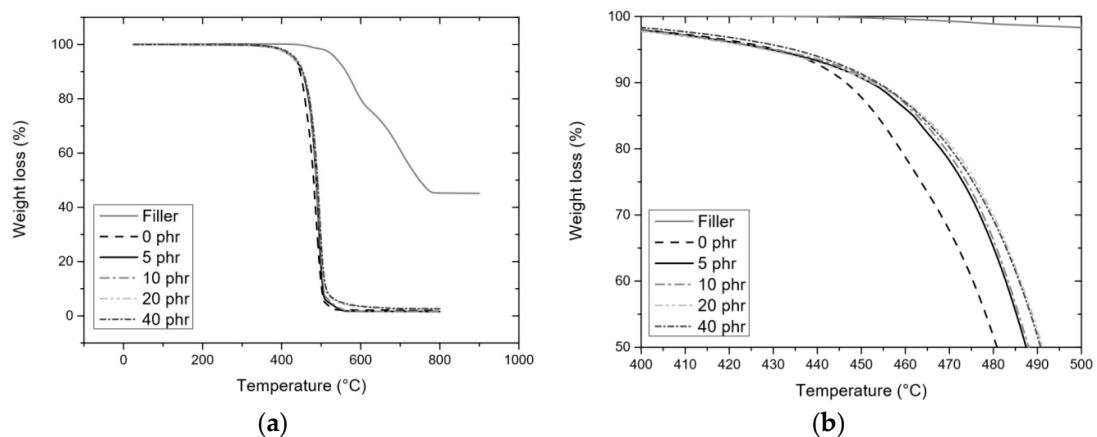 100
80
60
40
20
0
Weight loss (%)
Filler
0 phr
5 phr
10 phr
20 phr
40 phr
0 200 400 600 800 1000
Temperature (°C)
(a)
100
90
80
70
60
50
Weight loss (%)
Filler
0 phr
5 phr
10 phr
20 phr
40 phr
400 410 420 430 440 450 460 470 480 490 500
Temperature (°C)
(b)